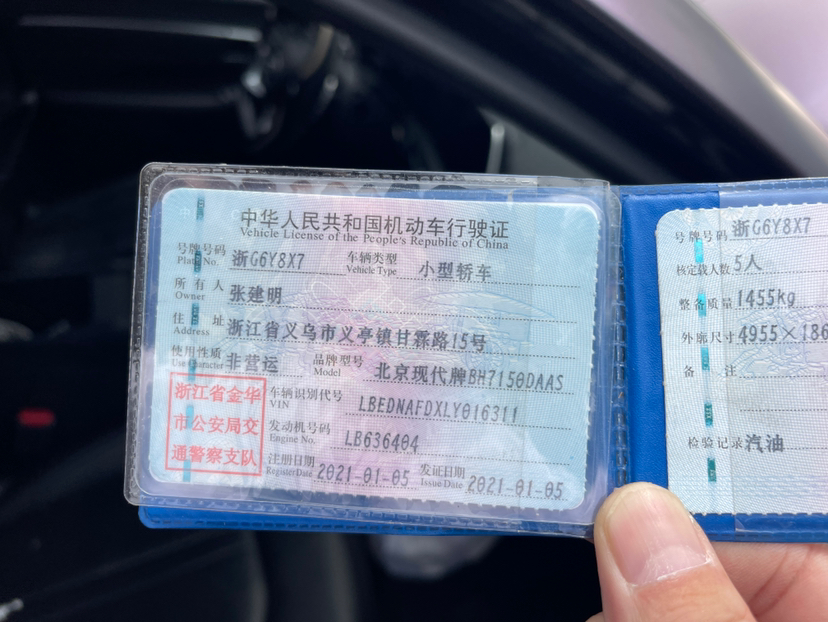 中华人民共和国机动车行驶证
Vehicle License of the People's Republic of China
号牌号码 浙G6Y8X7 车辆类型 小型轿车
Plate No. Vehicle Type
所有人 张建明
Owner
住址 浙江省义乌市义亭镇甘霖路15号
Address
使用性质 非营运 品牌型号 北京现代牌BH7150DAAS
Use Character Model
浙江省金华
市公安局交
通警察支队
车辆识别代号 LBEDNAFDXLY016311
VIN
发动机号码 LB636404
Engine No.
注册日期 2021-01-05 发证日期 2021-01-05
Register Date Issue Date
号牌号码 浙G6Y8X7
核定载人数 5人
整备质量 1455kg
外廓尺寸 4955×186
备注
检验记录 汽油